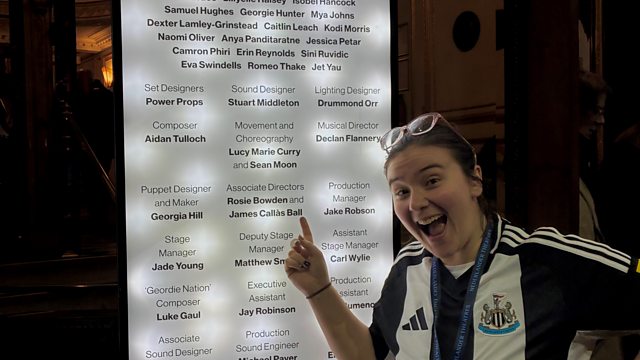 Isobel Hancock
Samuel Hughes Georgie Hunter Mya Johns
Dexter Lamley-Grinstead Caitlin Leach Kodi Morris
Naomi Oliver Anya Panditaratne Jessica Petar
Camron Phiri Erin Reynolds Sini Ruvidic
Eva Swindells Romeo Thake Jet Yau
Set Designers
Power Props
Sound Designer
Stuart Middleton
Lighting Designer
Drummond Orr
Composer
Aidan Tulloch
Movement and
Choreography
Lucy Marie Curry
and Sean Moon
Musical Director
Declan Flannery
Puppet Designer
and Maker
Georgia Hill
Associate Directors
Rosie Bowden and
James Callàs Ball
Production
Manager
Jake Robson
Stage
Manager
Jade Young
Deputy Stage
Manager
Matthew
Assistant
Stage Manager
Carl Wylie
'Geordie Nation'
Composer
Luke Gaul
Executive
Assistant
Jay Robinson
Production
Assistant
Associate
Sound Designer
Production
Sound Engineer
Michael